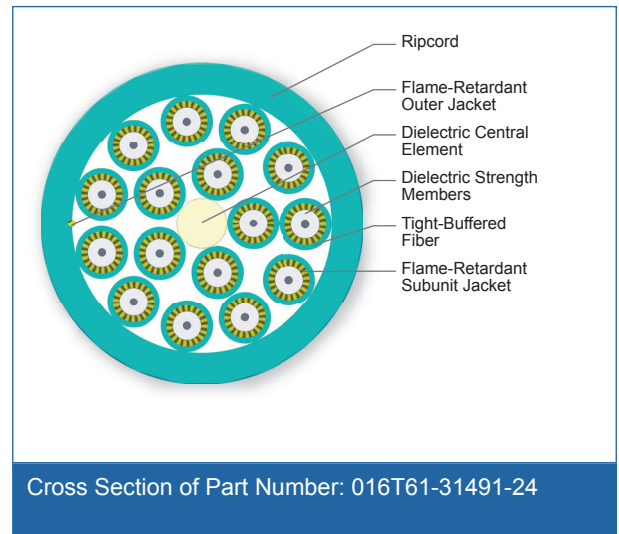 Ripcord
Flame-Retardant
Outer Jacket
Dielectric Central
Element
Dielectric Strength
Members
Tight-Buffered
Fiber
Flame-Retardant
Subunit Jacket
Cross Section of Part Number: 016T61-31491-24